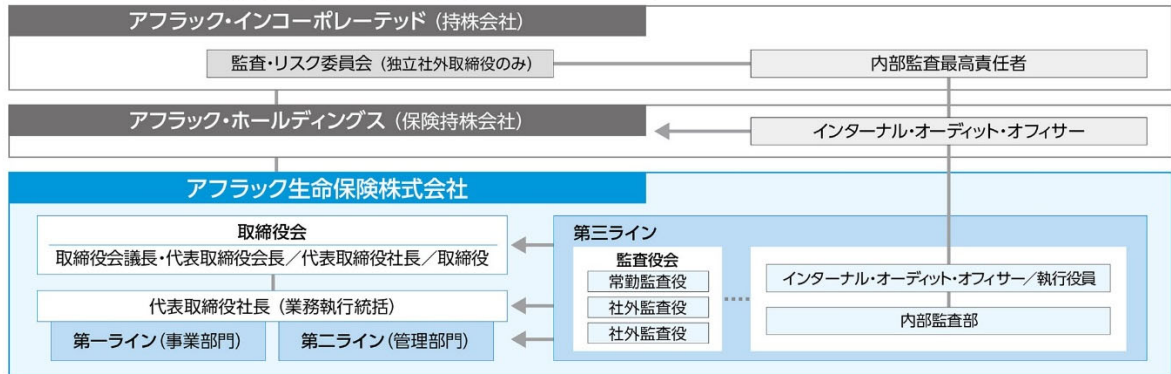 アフラック・インコーポレーテッド（持株会社）
監査・リスク委員会（独立社外取締役のみ）
内部監査最高責任者
アフラック・ホールディングス（保険持株会社）
インターナル・オーディット・オフィサー
アフラック生命保険株式会社
取締役会
取締役会議長・代表取締役会長／代表取締役社長／取締役
代表取締役社長（業務執行統括）
第一ライン（事業部門）
第二ライン（管理部門）
第三ライン
監査役会
常勤監査役
社外監査役
社外監査役
インターナル・オーディット・オフィサー／執行役員
内部監査部